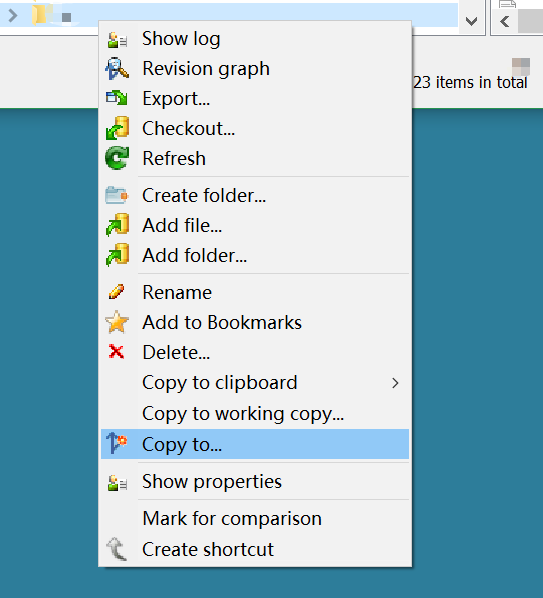 Show log
Revision graph
Export...
23 items in total
Checkout...
Refresh
Create folder...
Add file...
Add folder...
Rename
Add to Bookmarks
Delete...
Copy to clipboard
Copy to working copy...
Copy to...
Show properties
Mark for comparison
Create shortcut